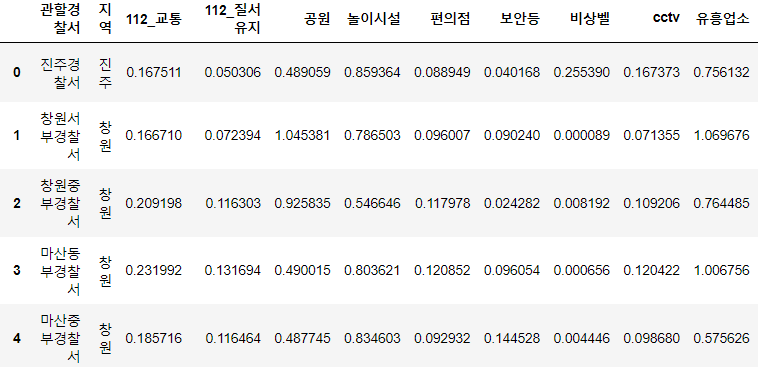 관할경찰서 지역 112_교통 112_질서유지 공원 놀이시설 편의점 보안등 비상벨 cctv 유흥업소
0 진주경찰서 진주 0.167511 0.050306 0.489059 0.859364 0.088949 0.040168 0.255390 0.167373 0.756132
1 창원서부경찰서 창원 0.166710 0.072394 1.045381 0.786503 0.096007 0.090240 0.000089 0.071355 1.069676
2 창원중부경찰서 창원 0.209198 0.116303 0.925835 0.546646 0.117978 0.024282 0.008192 0.109206 0.764485
3 마산동부경찰서 창원 0.231992 0.131694 0.490015 0.803621 0.120852 0.096054 0.000656 0.120422 1.006756
4 마산중부경찰서 창원 0.185716 0.116464 0.487745 0.834603 0.092932 0.144528 0.004446 0.098680 0.575626